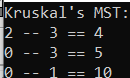 Kruskal's MST:
2 -- 3 == 4
0 -- 3 == 5
0 -- 1 == 10